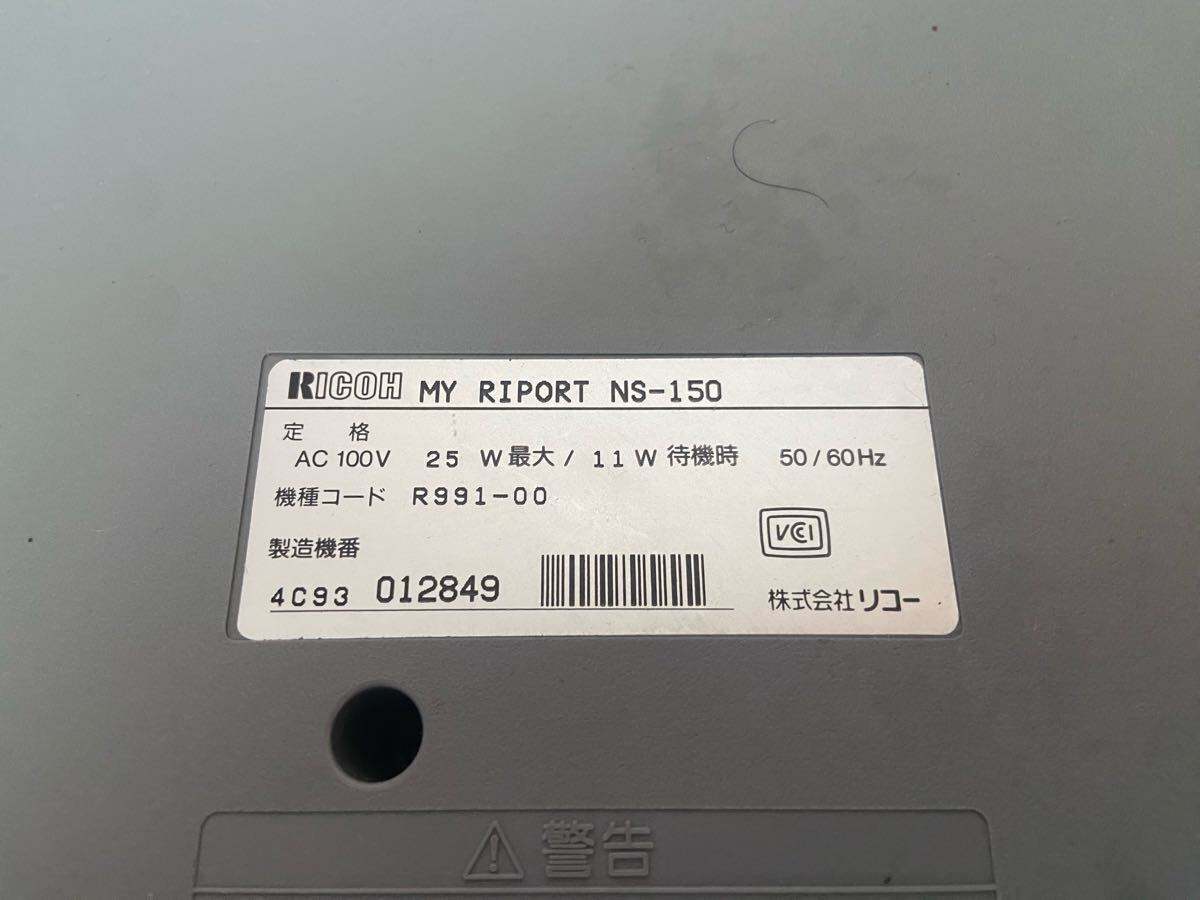 RICOH MY RIPORT NS-150
定 格
AC 100V 25 W 最大 / 11 W 待機時 50 / 60Hz
機種コード R991-00
VCCI
製造機番
4C93 012849
株式会社 リコー
警告